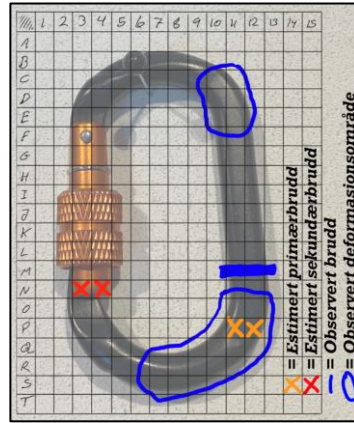 1 2 3 4 5 6 7 8 9 10 11 12 13 14 15
A
B
C
D
E
F
G
H
I
J
K
L
M
N
O
P
Q
R
S
T
= Estimert primærbrudd
= Estimert sekundærbrudd
= Observert brudd
= Observert deformasjonsområde